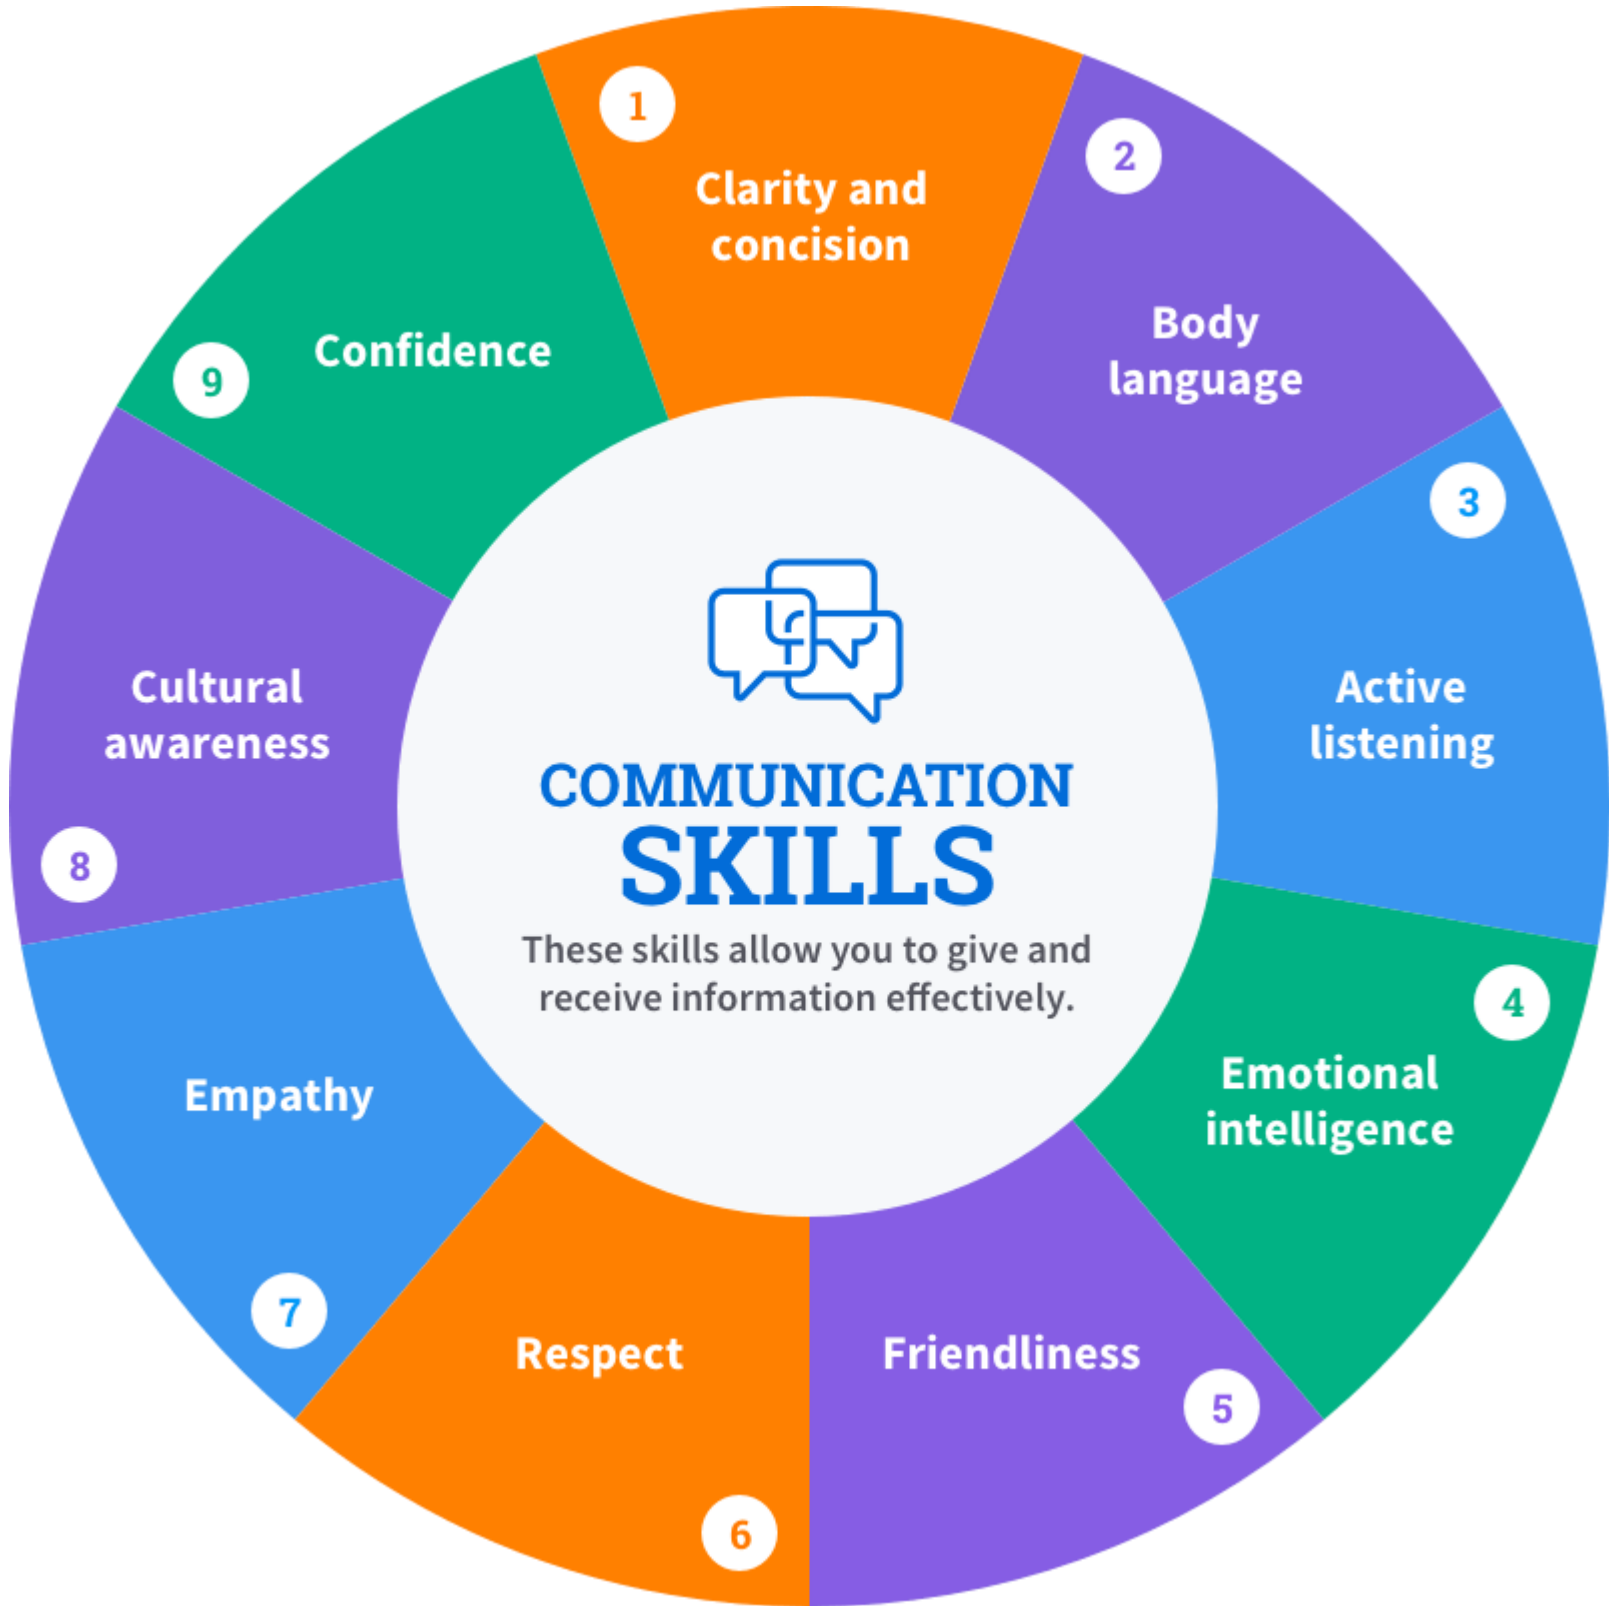 1
Clarity and
concision
2
Body
language
3
Active
listening
4
Emotional
intelligence
Friendliness
5
Respect
6
Empathy
7
Cultural
awareness
8
Confidence
9
COMMUNICATION
SKILLS
These skills allow you to give and
receive information effectively.